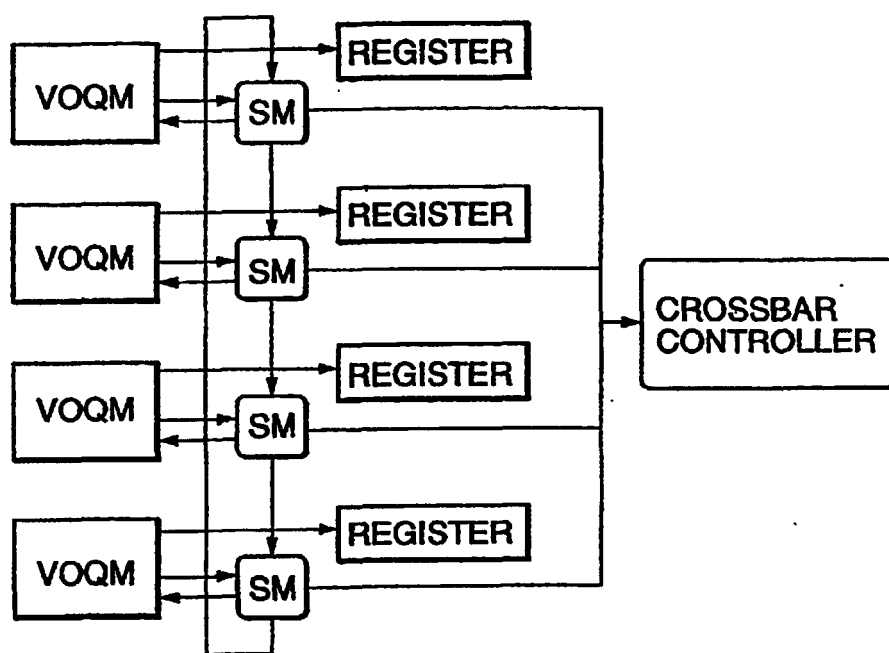 REGISTER
VOQM
SM
REGISTER
VOQM
SM
CROSSBAR
CONTROLLER
REGISTER
VOQM
SM
REGISTER
VOQM
SM